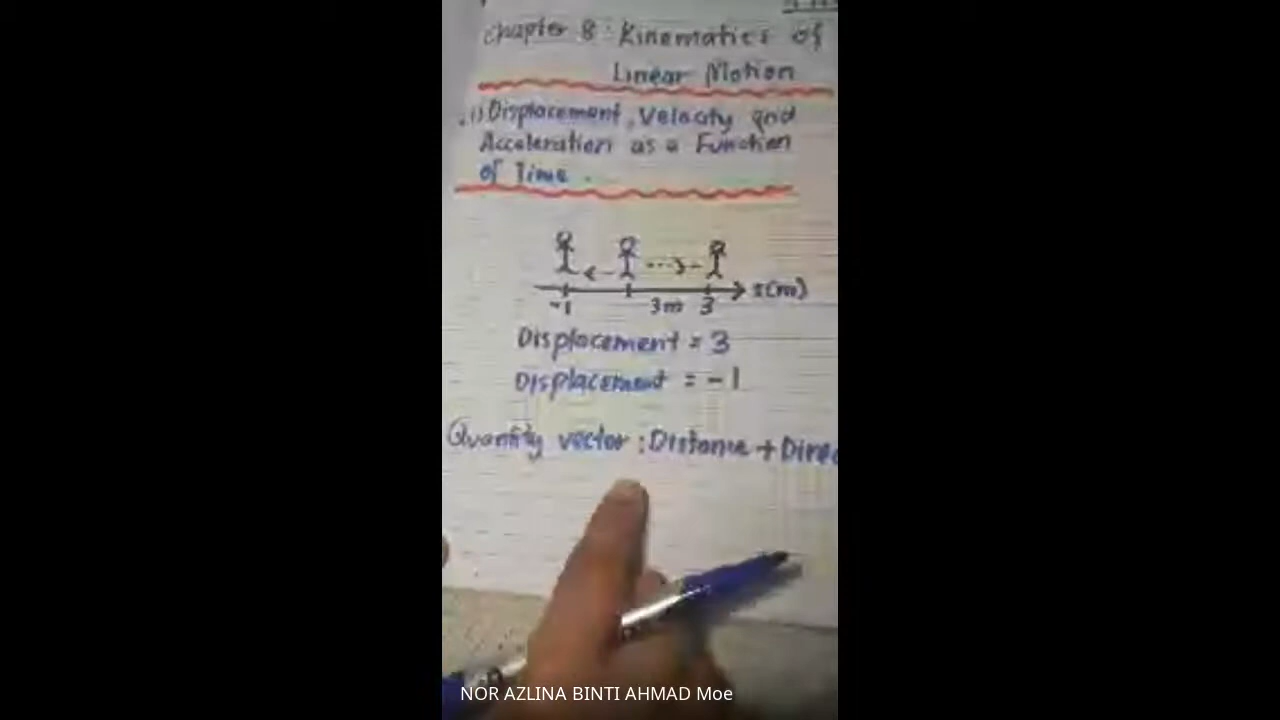 Chapter 8 : Kinematics of
Linear Motion
.1) Displacement, Velocity and
Acceleration as a Function
of Time .
s(m)
-1 3m 3
Displacement = 3
Displacement = -1
Quantity vector : Distance + Direc
NOR AZLINA BINTI AHMAD Moe